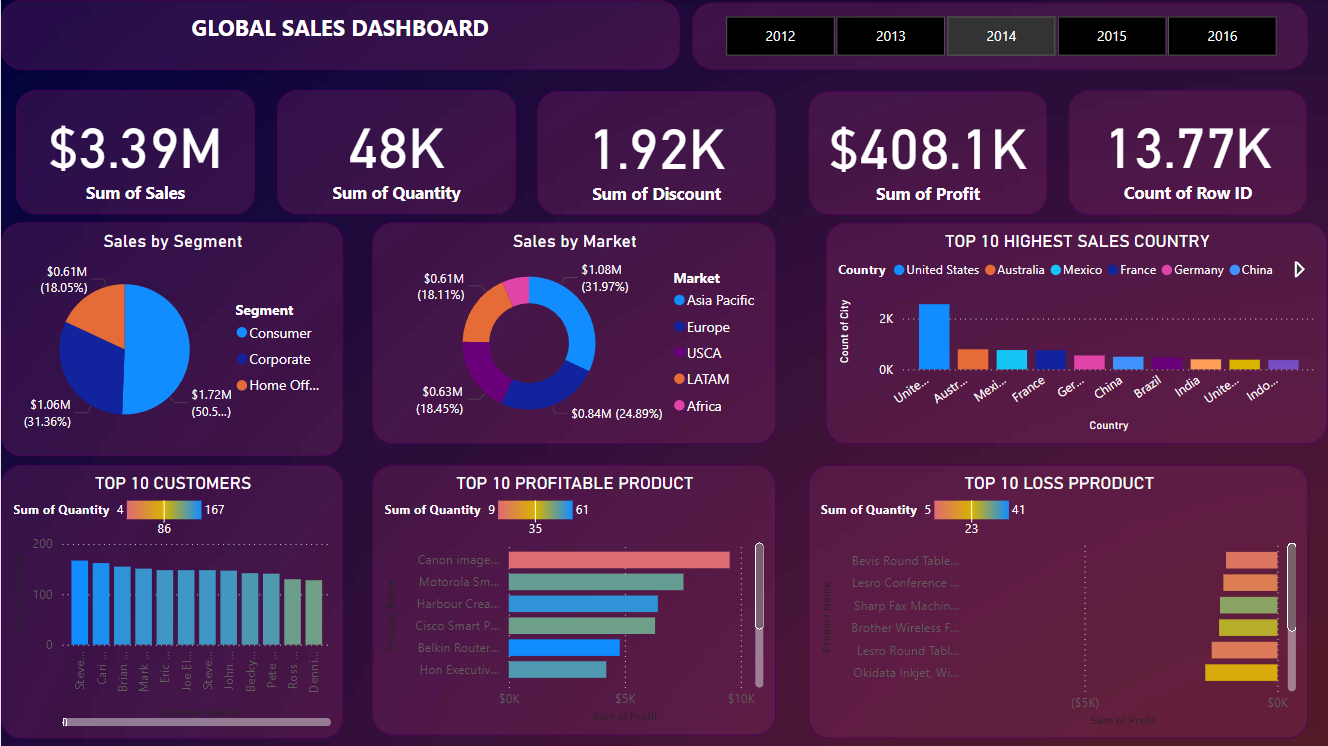 GLOBAL SALES DASHBOARD
2012 2013 2014 2015 2016
$3.39M
Sum of Sales
48K
Sum of Quantity
1.92K
Sum of Discount
$408.1K
Sum of Profit
13.77K
Count of Row ID
Sales by Segment
$0.61M
(18.05%)
$1.06M
(31.36%)
$1.72M
(50.5...)
Segment
Consumer
Corporate
Home Off...
Sales by Market
$0.61M
(18.11%)
$1.08M
(31.97%)
$0.63M
(18.45%)
$0.84M (24.89%)
Market
Asia Pacific
Europe
USCA
LATAM
Africa
TOP 10 HIGHEST SALES COUNTRY
Country United States Australia Mexico France Germany China
Count of City
2K
0K
Unite... Austr... Mexi... France Ger... China Brazil India Unite... Indo...
Country
TOP 10 CUSTOMERS
Sum of Quantity 4 167
86
200
100
0
Steve... Cari ... Brian ... Mark ... Eric ... Joe El... Steve... John ... Becky... Pete ... Ross ... Denni...
TOP 10 PROFITABLE PRODUCT
Sum of Quantity 9 61
35
Canon image...
Motorola Sm...
Harbour Crea...
Cisco Smart P...
Belkin Router...
Hon Executiv...
$0K $5K $10K
Sum of Profit
TOP 10 LOSS PPRODUCT
Sum of Quantity 5 41
23
Product Name
Bevis Round Table...
Lesro Conference ...
Sharp Fax Machin...
Brother Wireless F...
Lesro Round Tabl...
Okidata Inkjet, Wi...
($5K) $0K
Sum of Profit